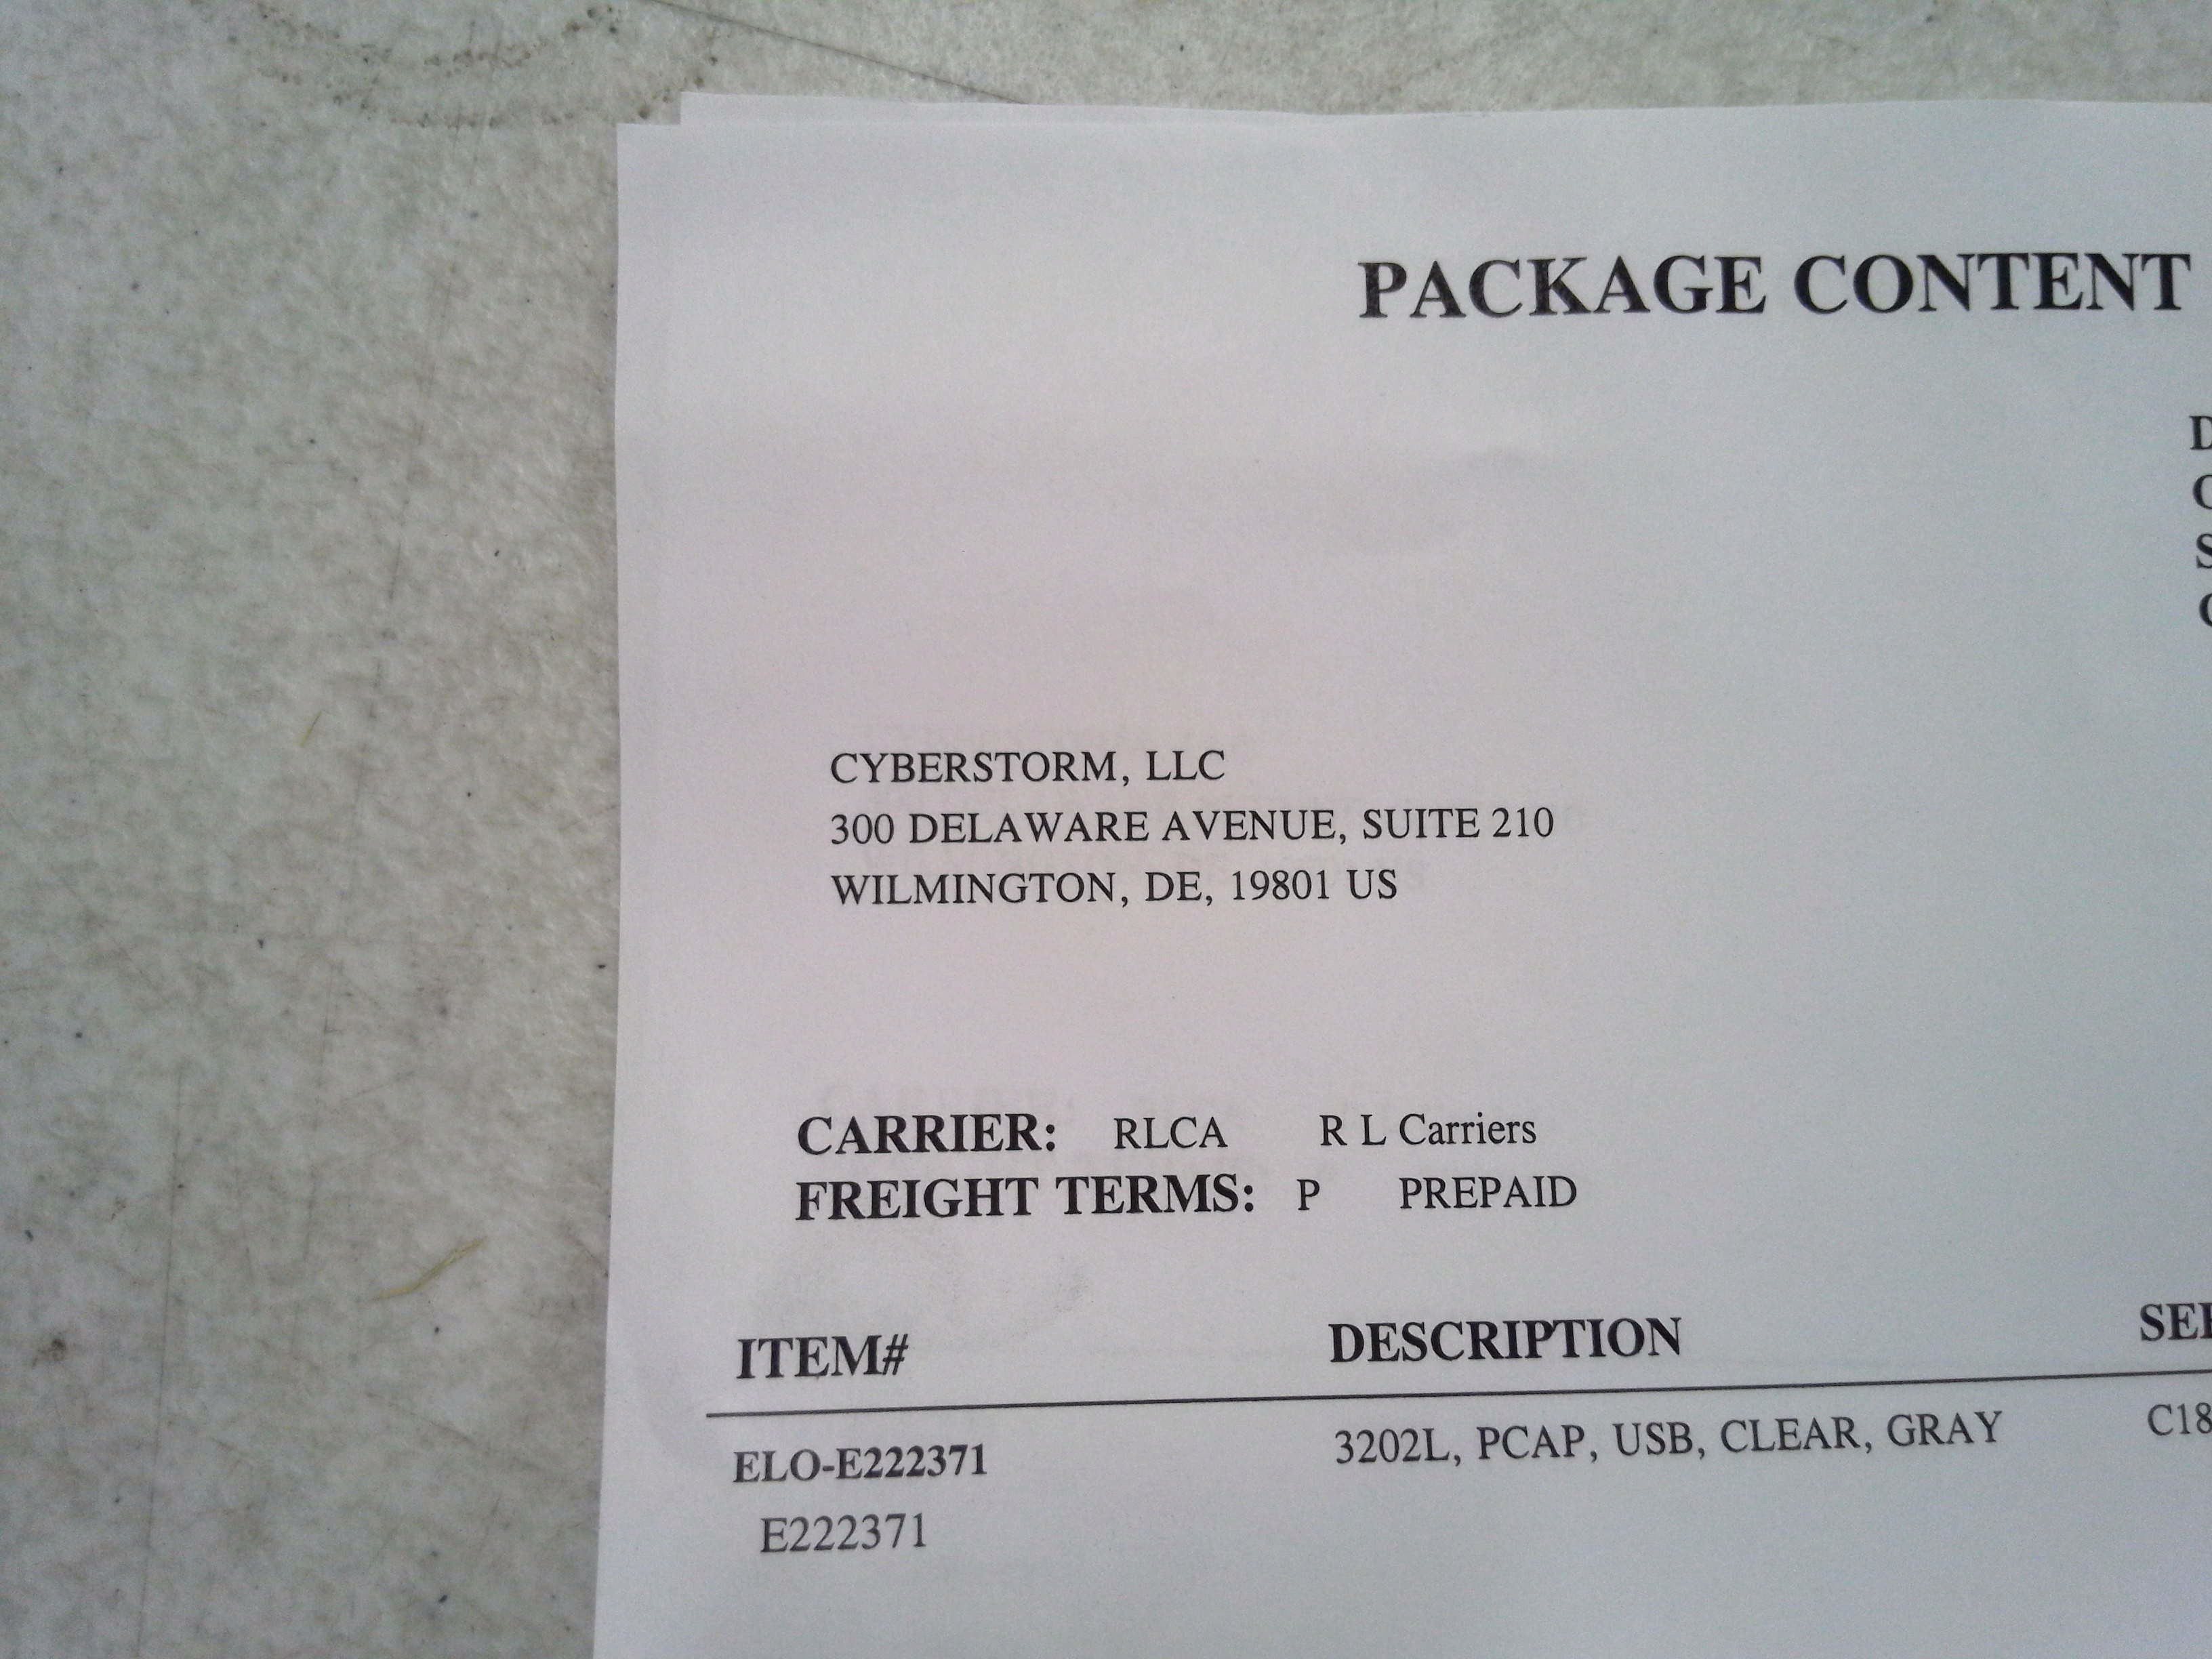 PACKAGE CONTENT
CYBERSTORM, LLC
300 DELAWARE AVENUE, SUITE 210
WILMINGTON, DE, 19801 US
CARRIER: RLCA R L Carriers
FREIGHT TERMS: P PREPAID
ITEM# DESCRIPTION
ELO-E222371 3202L, PCAP, USB, CLEAR, GRAY C18
E222371